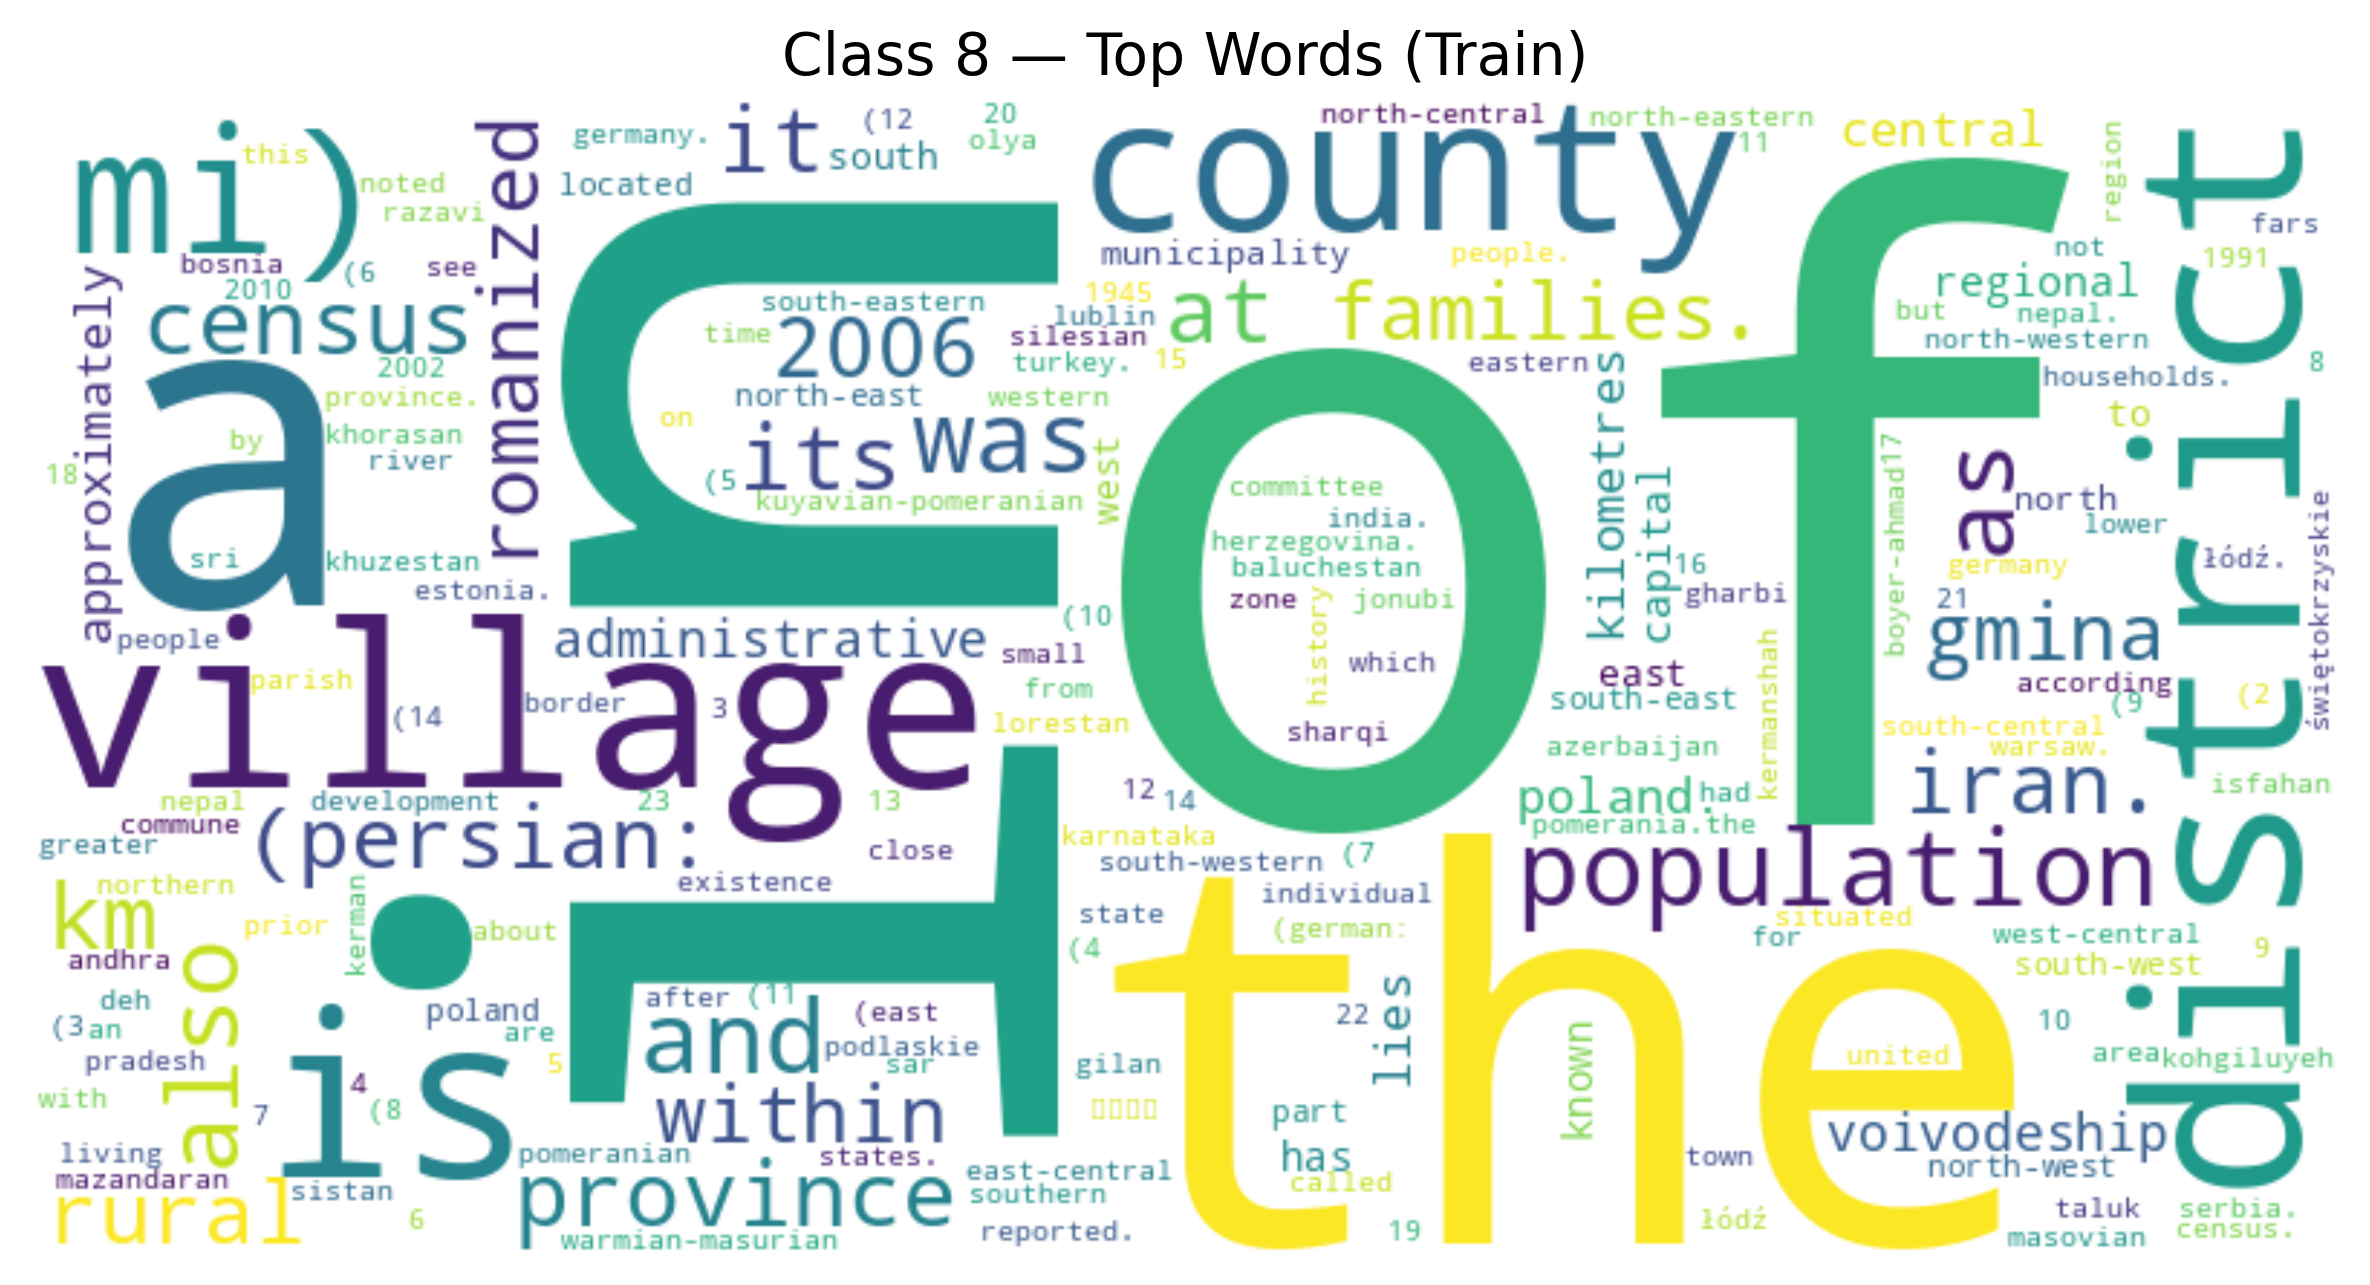 Class 8 — Top Words (Train)
in
of
the
a
village
is
district
county
mi)
population
census
romanized
it
its
was
2006
at
families.
(persian:
province
and
within
administrative
also
km
rural
approximately
kilometres
capital
as
gmina
iran.
poland.
voivodeship
central
regional
to
has
lies
known
this
noted
razavi
bosnia
(6
see
2010
2002
province.
by
khorasan
river
18
sri
khuzestan
estonia.
people
germany.
located
(12
south
20
olya
north-central
north-eastern
11
municipality
people.
region
fars
not
1991
nepal.
but
north-western
households.
8
south-eastern
time
north-east
on
western
(5
kuyavian-pomeranian
west
1945
lublin
silesian
turkey.
15
eastern
committee
india.
herzegovina.
baluchestan
zone
jonubi
history
which
sharqi
boyer-ahmad
17
north
lower
germany
łódź.
świętokrzyskie
16
gharbi
21
east
south-east
azerbaijan
kermanshah
according
(9
(2
south-central
warsaw.
isfahan
had
pomerania.the
(10
small
from
lorestan
parish
(14
border
3
nepal
development
23
13
commune
greater
close
existence
northern
prior
kerman
about
andhra
deh
(3
an
pradesh
with
7
4
(8
living
mazandaran
sistan
6
poland
are
5
after
(11
(east
podlaskie
sar
pomeranian
states.
warmian-masurian
12
14
karnataka
south-western
(7
individual
state
(german:
(4
gilan
22
part
called
east-central
southern
reported.
19
situated
for
west-central
south-west
9
10
area
kohgiluyeh
united
town
north-west
łódź
taluk
masovian
serbia.
census.